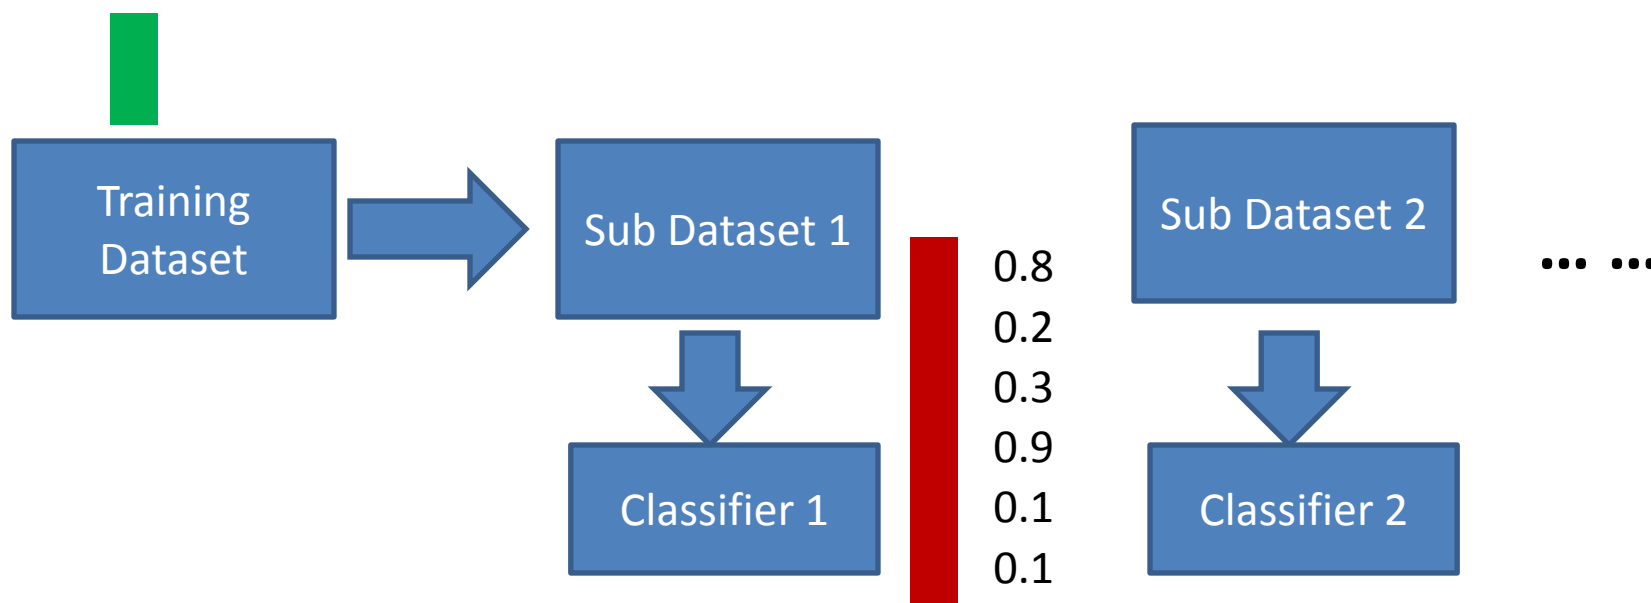 Training
Dataset
Sub Dataset 1
Classifier 1
0.8
0.2
0.3
0.9
0.1
0.1
Sub Dataset 2
Classifier 2
... ...